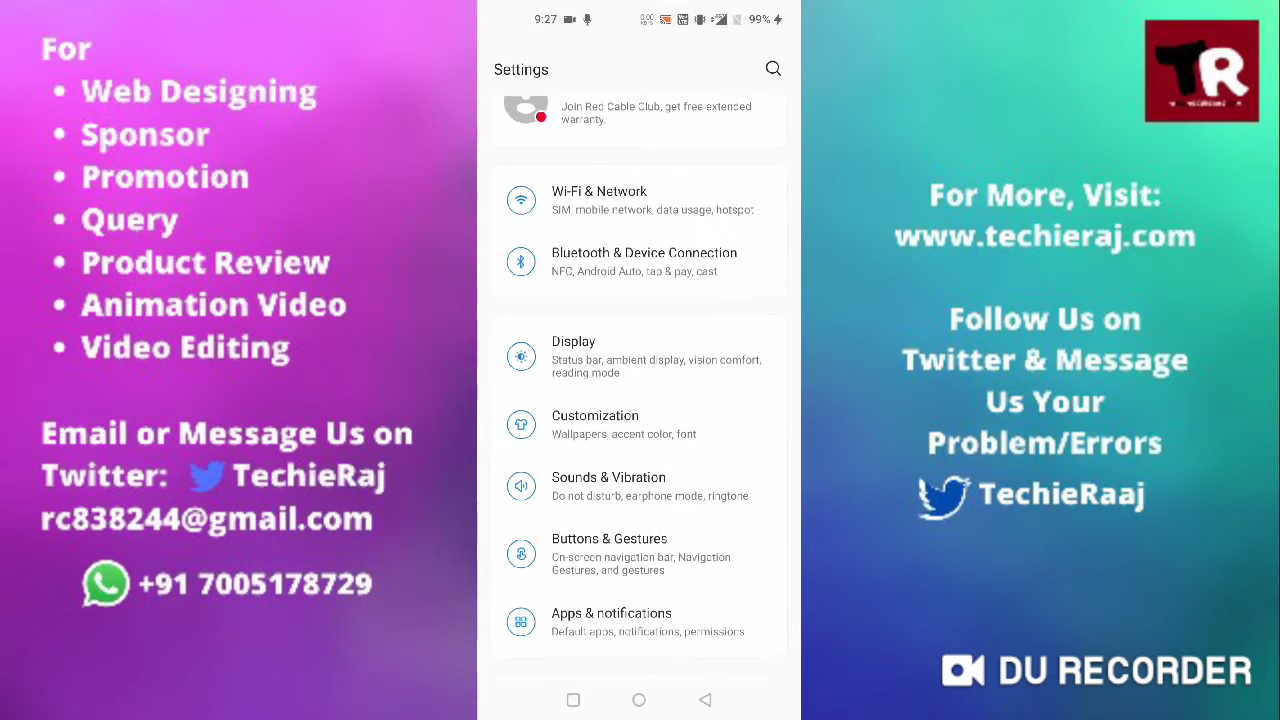 For
• Web Designing
• Sponsor
• Promotion
• Query
• Product Review
• Animation Video
• Video Editing
Email or Message Us on
Twitter: TechieRaj
rc838244@gmail.com
+91 7005178729
9:27
99%
Settings
Join Red Cable Club, get free extended
warranty.
Wi-Fi & Network
SIM, mobile network, data usage, hotspot
Bluetooth & Device Connection
NFC, Android Auto, tap & pay, cast
Display
Status bar, ambient display, vision comfort,
reading mode
Customization
Wallpapers, accent color, font
Sounds & Vibration
Do not disturb, earphone mode, ringtone
Buttons & Gestures
On-screen navigation bar, Navigation
Gestures, and gestures
Apps & notifications
Default apps, notifications, permissions
TR
For More, Visit:
www.techieraj.com
Follow Us on
Twitter & Message
Us Your
Problem/Errors
TechieRaaj
DU RECORDER